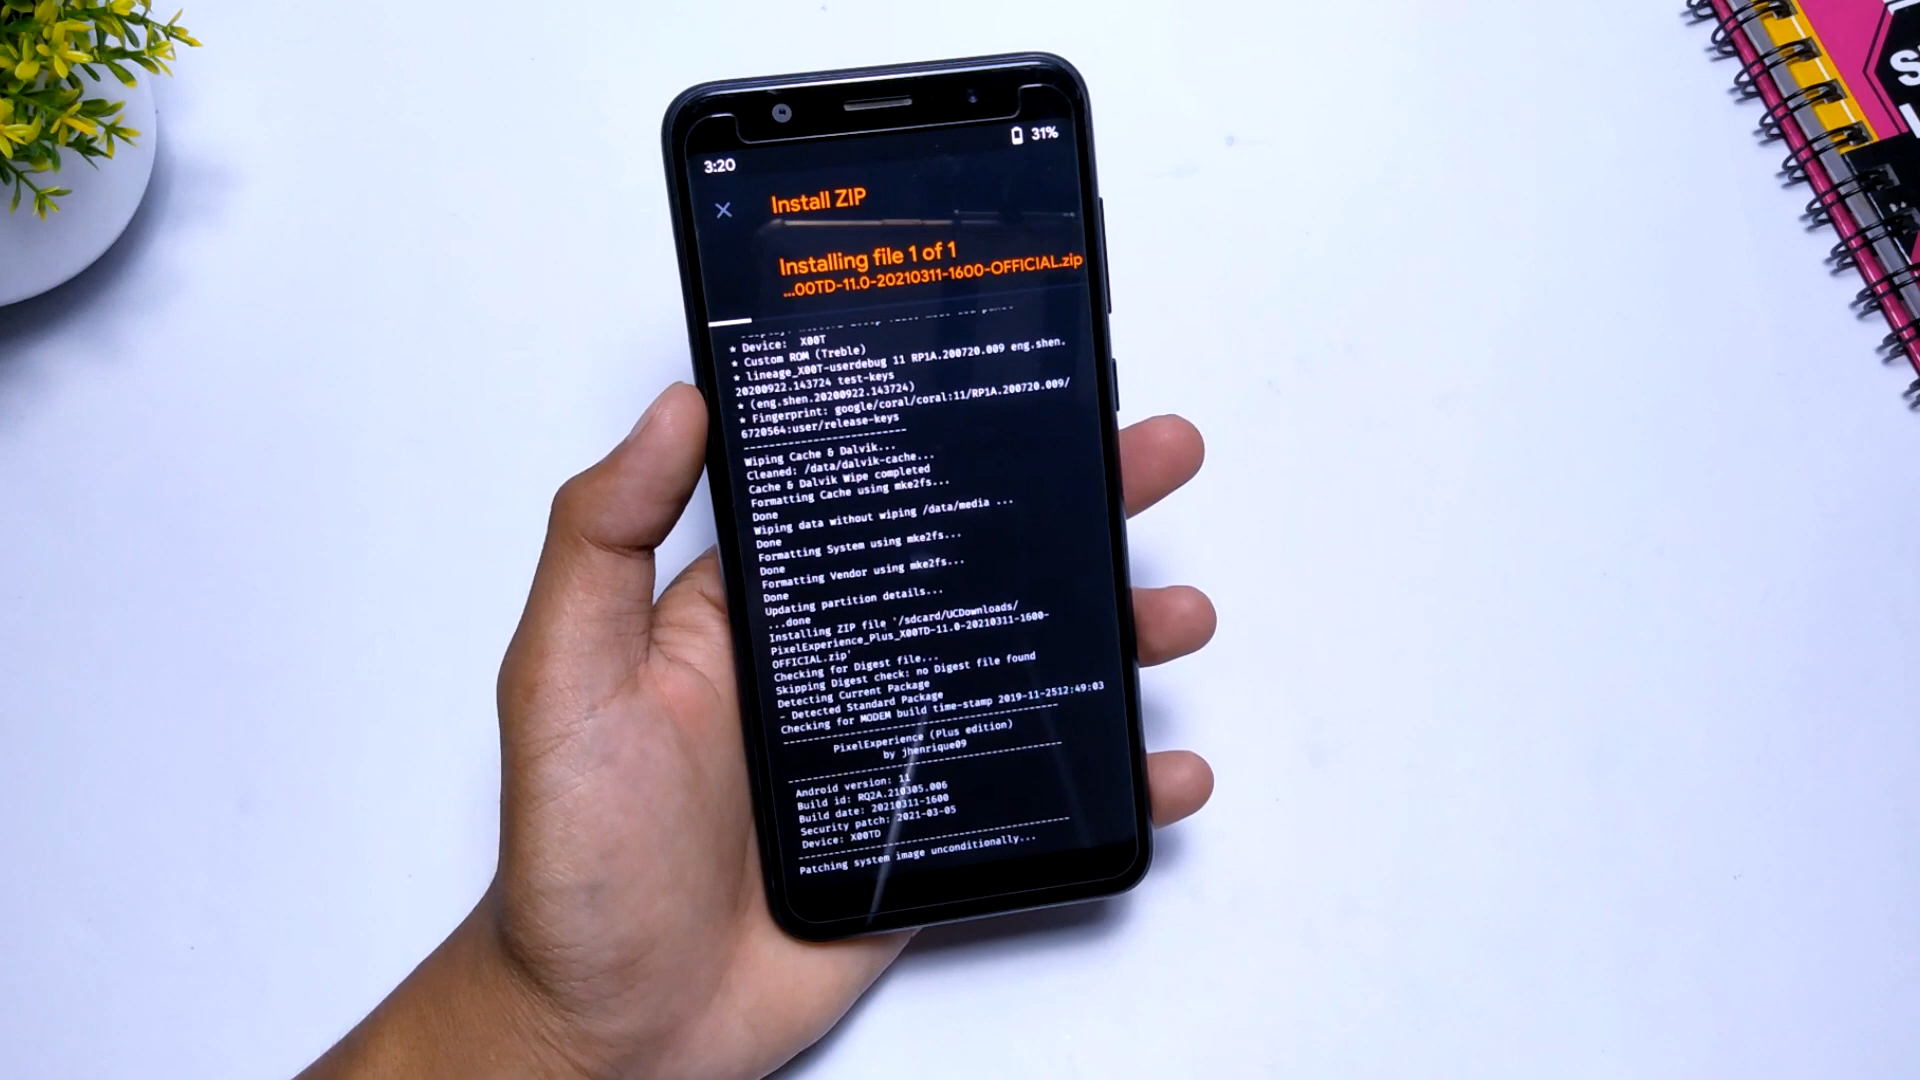 31%
3:20
Install ZIP
Installing file 1 of 1
...00TD-11.0-20210311-1600-OFFICIAL.zip
* Device: X00T
* Custom ROM (Treble)
* lineage_X00T-userdebug 11 RP1A.200720.009 eng.shen.
20200922.143724 test-keys
* (eng.shen.20200922.143724)
* Fingerprint: google/coral/coral:11/RP1A.200720.009/
6720564:user/release-keys
--------------------------
Wiping Cache & Dalvik...
Cleaned: /data/dalvik-cache...
Cache & Dalvik Wipe completed
Formatting Cache using mke2fs...
Done
Wiping data without wiping /data/media ...
Done
Formatting System using mke2fs...
Done
Formatting Vendor using mke2fs...
Done
Updating partition details...
...done
Installing ZIP file '/sdcard/UCDownloads/
PixelExperience_Plus_X00TD-11.0-20210311-1600-
OFFICIAL.zip'
Checking for Digest file...
Skipping Digest check: no Digest file found
Detecting Current Package
- Detected Standard Package
Checking for MODEM build time-stamp 2019-11-2512:49:03
--------------------------------------------
PixelExperience (Plus edition)
by jhenrique09
--------------------------------------------
Android version: 11
Build id: RQ2A.210305.006
Build date: 20210311-1600
Security patch: 2021-03-05
Device: X00TD
--------------------------------------------
Patching system image unconditionally...